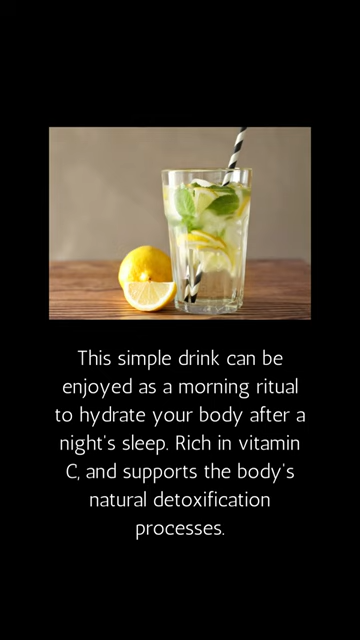 This simple drink can be
enjoyed as a morning ritual
to hydrate your body after a
night's sleep. Rich in vitamin
C, and supports the body's
natural detoxification
processes.